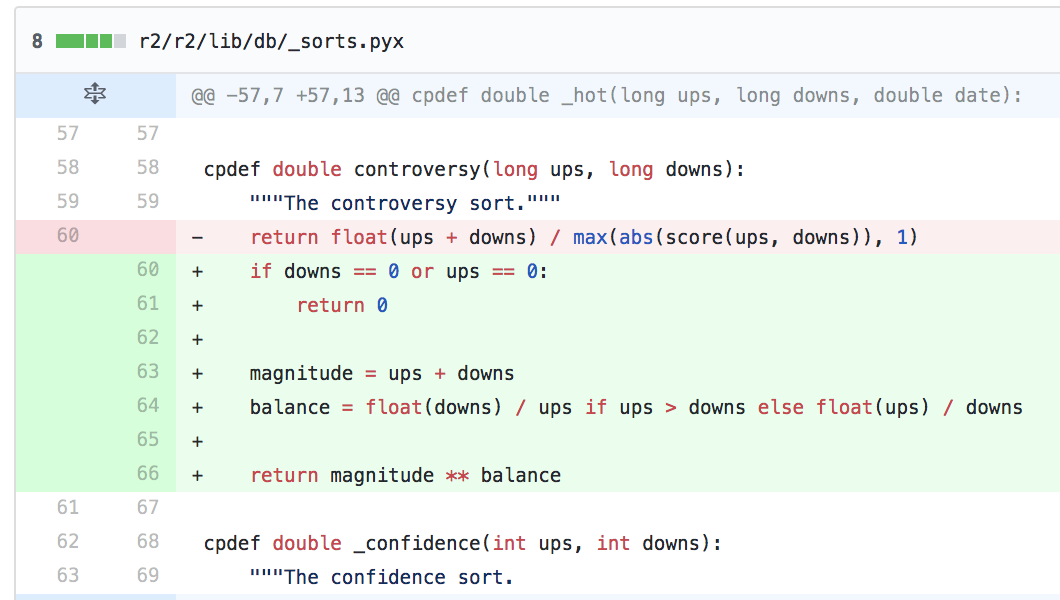 8 r2/r2/lib/db/_sorts.pyx
@@ -57,7 +57,13 @@ cpdef double _hot(long ups, long downs, double date):
57 57
58 58 cpdef double controversy(long ups, long downs):
59 59 """The controversy sort."""
60 - return float(ups + downs) / max(abs(score(ups, downs)), 1)
60 + if downs == 0 or ups == 0:
61 + return 0
62 +
63 + magnitude = ups + downs
64 + balance = float(downs) / ups if ups > downs else float(ups) / downs
65 +
66 + return magnitude ** balance
61 67
62 68 cpdef double _confidence(int ups, int downs):
63 69 """The confidence sort.